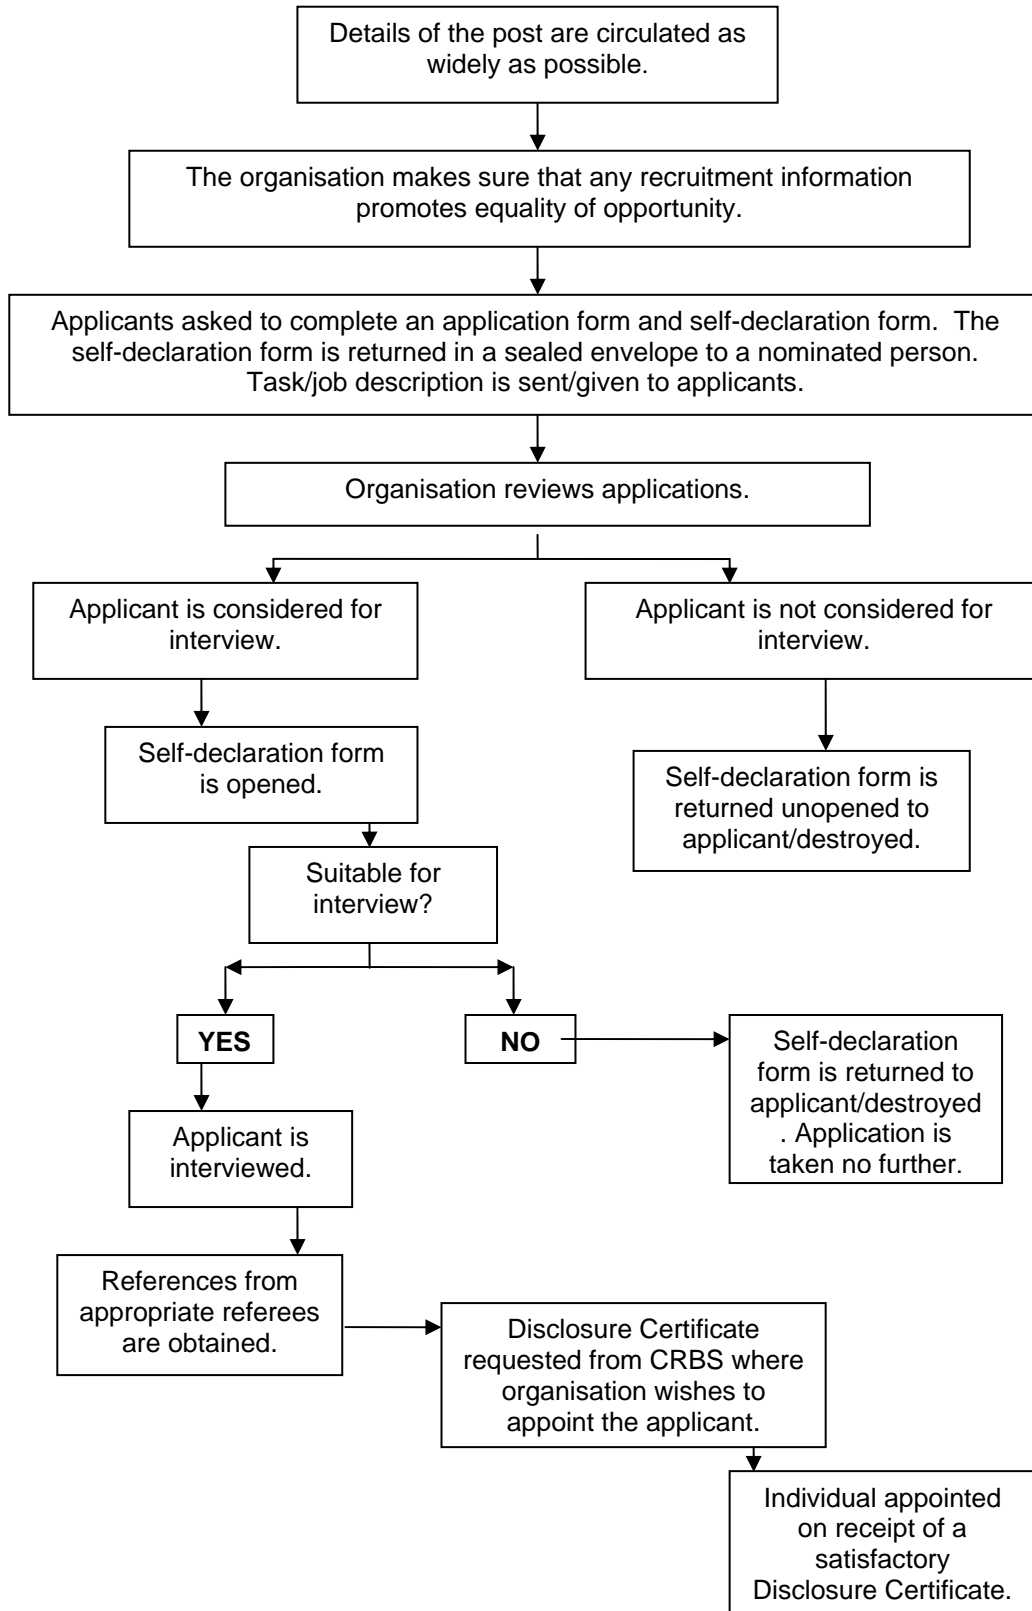 Details of the post are circulated as
widely as possible.
The organisation makes sure that any recruitment information
promotes equality of opportunity.
Applicants asked to complete an application form and self-declaration form.  The
self-declaration form is returned in a sealed envelope to a nominated person.
Task/job description is sent/given to applicants.
Organisation reviews applications.
Applicant is considered for
interview.
Applicant is not considered for
interview.
Self-declaration form
is opened.
Self-declaration form is
returned unopened to
applicant/destroyed.
Suitable for
interview?
YES
NO
Self-declaration
form is returned to
applicant/destroyed
. Application is
taken no further.
Applicant is
interviewed.
References from
appropriate referees
are obtained.
Disclosure Certificate
requested from CRBS where
organisation wishes to
appoint the applicant.
Individual appointed
on receipt of a
satisfactory
Disclosure Certificate.